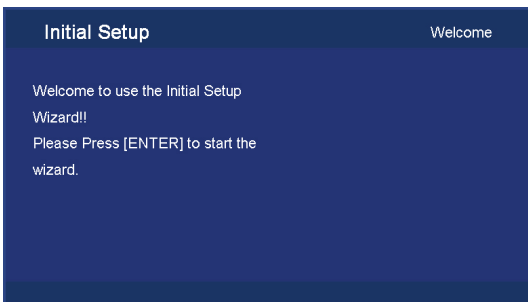 Initial Setup
Welcome
Welcome to use the Initial Setup
Wizard!!
Please Press [ENTER] to start the
wizard.